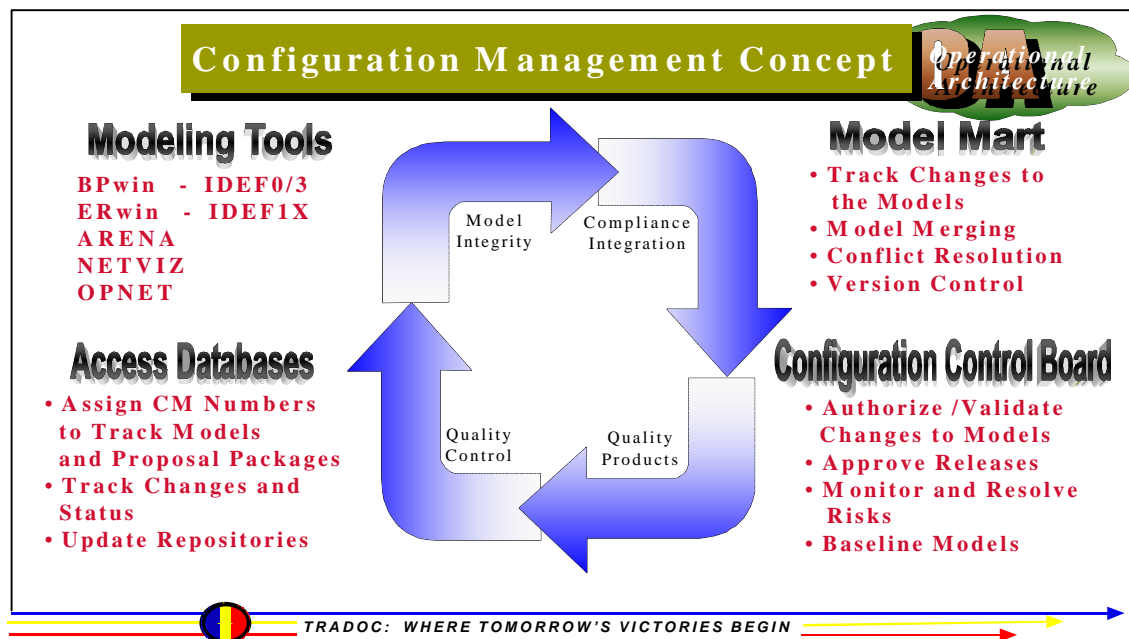 Configuration Management Concept
OA
Operational
Architecture
Modeling Tools
BPwin - IDEF0/3
ERwin - IDEF1X
ARENA
NETVIZ
OPNET
Model
Integrity
Compliance
Integration
Model Mart
• Track Changes to
the Models
• Model Merging
• Conflict Resolution
• Version Control
Access Databases
• Assign CM Numbers
to Track Models
and Proposal Packages
• Track Changes and
Status
• Update Repositories
Quality
Control
Quality
Products
Configuration Control Board
• Authorize /Validate
Changes to Models
• Approve Releases
• Monitor and Resolve
Risks
• Baseline Models
TRADOC: WHERE TOMORROW'S VICTORIES BEGIN